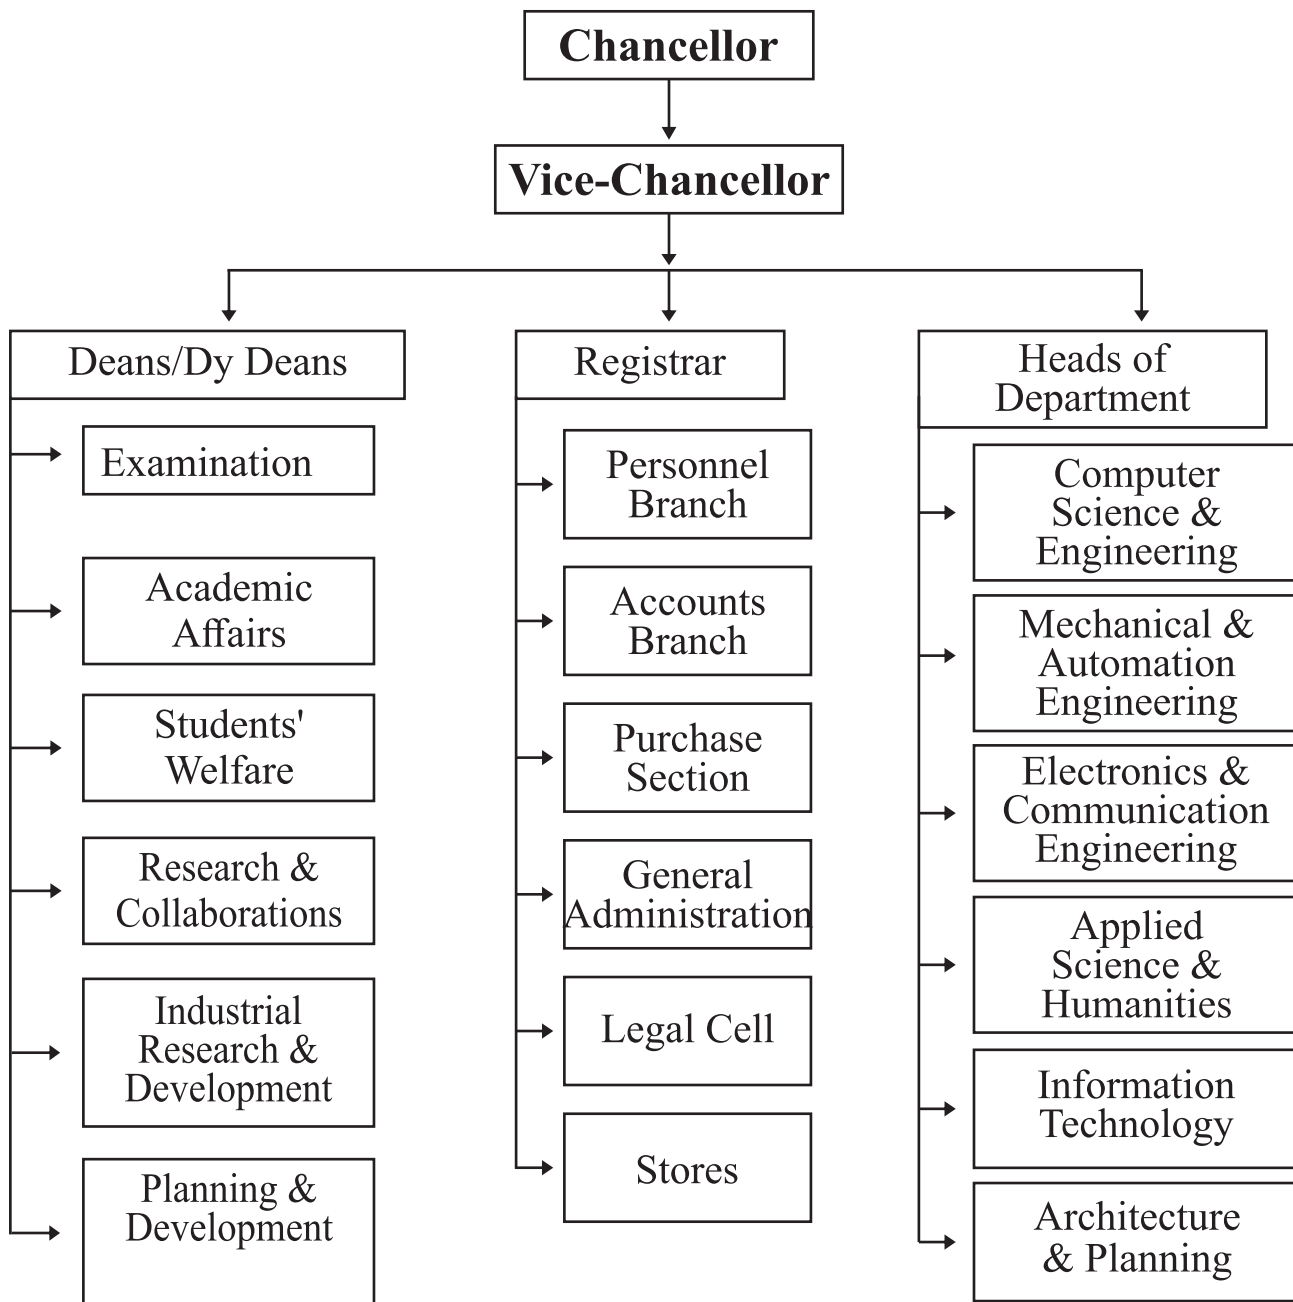 Chancellor
Vice-Chancellor
Deans/Dy Deans
Examination
Academic
Affairs
Students'
Welfare
Research &
Collaborations
Industrial
Research &
Development
Planning &
Development
Registrar
Personnel
Branch
Accounts
Branch
Purchase
Section
General
Administration
Legal Cell
Stores
Heads of
Department
Computer
Science &
Engineering
Mechanical &
Automation
Engineering
Electronics &
Communication
Engineering
Applied
Science &
Humanities
Information
Technology
Architecture
& Planning